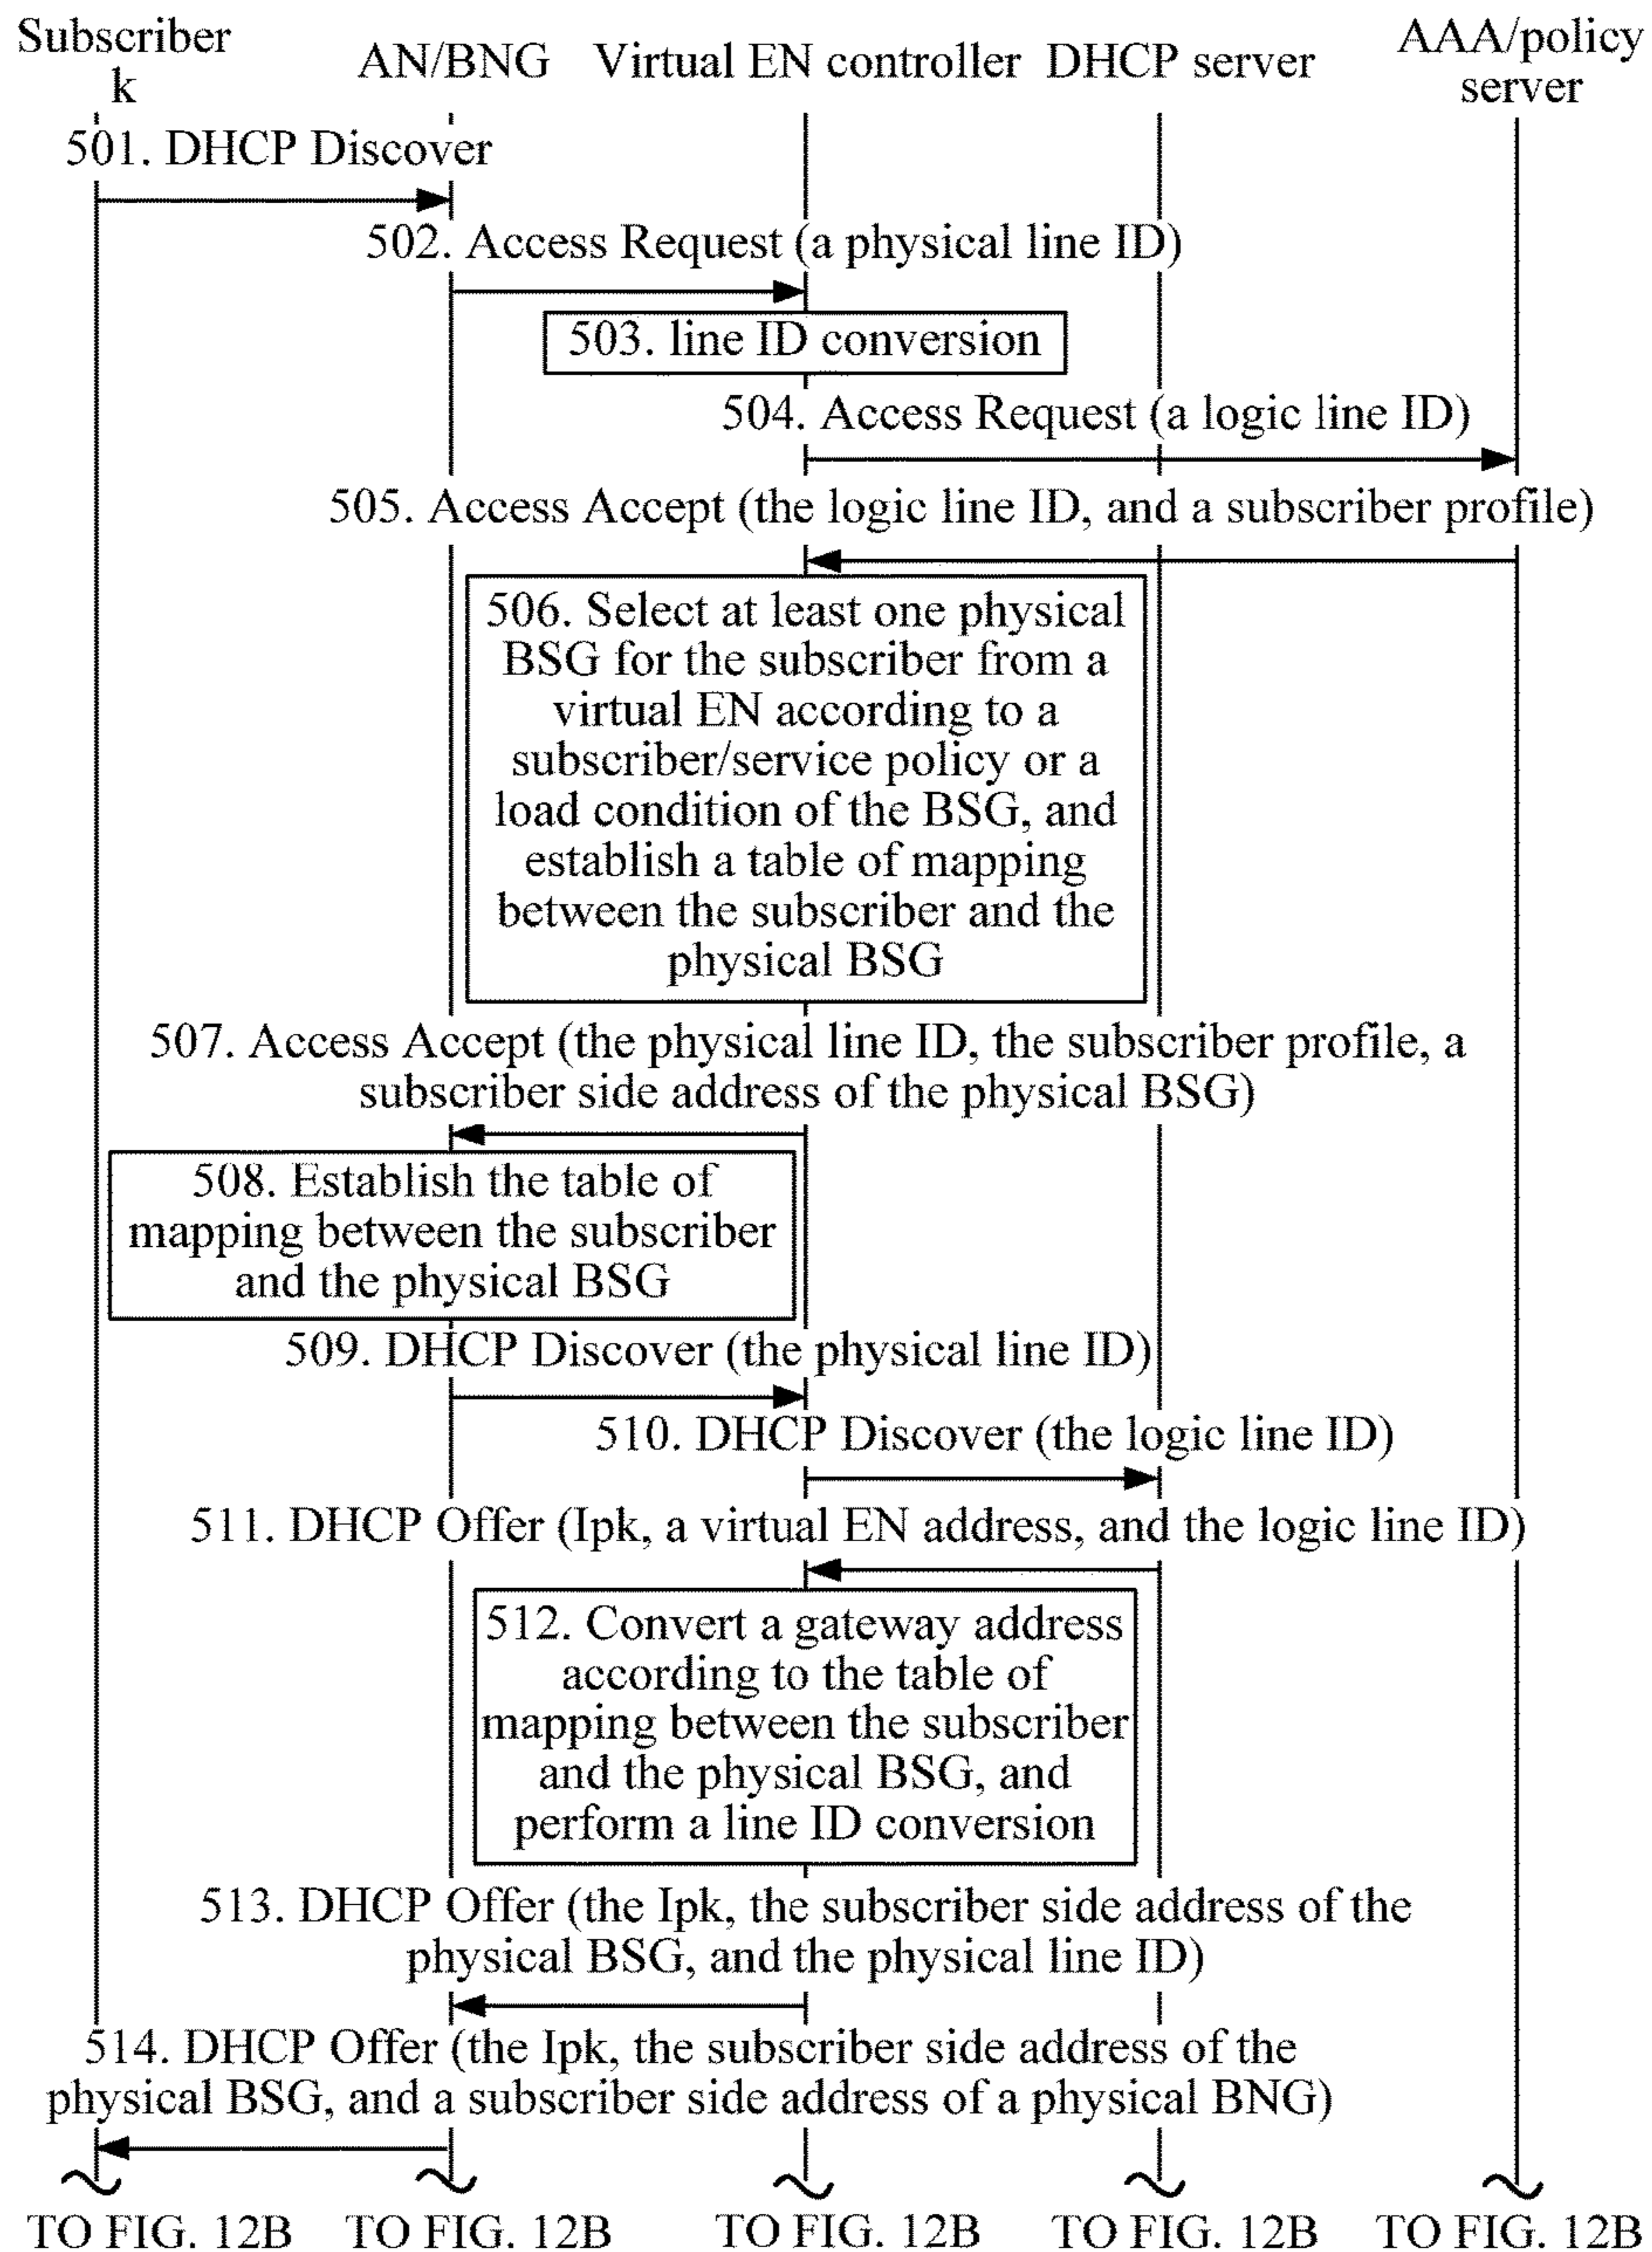 Subscriber
k
AN/BNG
Virtual EN controller
DHCP server
AAA/policy
server
501. DHCP Discover
502. Access Request (a physical line ID)
503. line ID conversion
504. Access Request (a logic line ID)
505. Access Accept (the logic line ID, and a subscriber profile)
506. Select at least one physical
BSG for the subscriber from a
virtual EN according to a
subscriber/service policy or a
load condition of the BSG, and
establish a table of mapping
between the subscriber and the
physical BSG
507. Access Accept (the physical line ID, the subscriber profile, a
subscriber side address of the physical BSG)
508. Establish the table of
mapping between the subscriber
and the physical BSG
509. DHCP Discover (the physical line ID)
510. DHCP Discover (the logic line ID)
511. DHCP Offer (Ipk, a virtual EN address, and the logic line ID)
512. Convert a gateway address
according to the table of
mapping between the subscriber
and the physical BSG, and
perform a line ID conversion
513. DHCP Offer (the Ipk, the subscriber side address of the
physical BSG, and the physical line ID)
514. DHCP Offer (the Ipk, the subscriber side address of the
physical BSG, and a subscriber side address of a physical BNG)
TO FIG. 12B
TO FIG. 12B
TO FIG. 12B
TO FIG. 12B
TO FIG. 12B